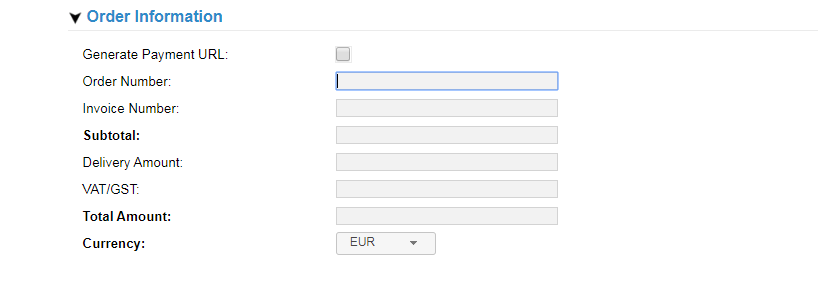 Order Information
Generate Payment URL:
Order Number:
Invoice Number:
Subtotal:
Delivery Amount:
VAT/GST:
Total Amount:
Currency: EUR